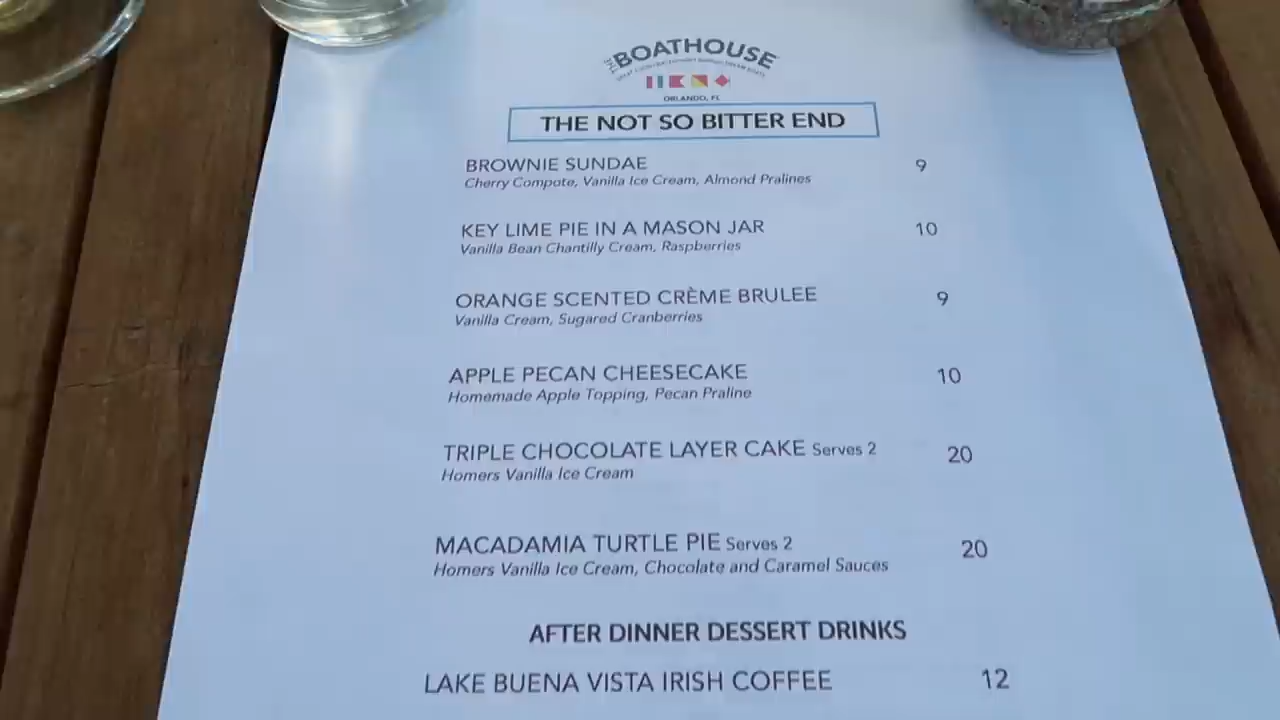 THE BOATHOUSE
ORLANDO, FL
THE NOT SO BITTER END
BROWNIE SUNDAE 9
Cherry Compote, Vanilla Ice Cream, Almond Pralines
KEY LIME PIE IN A MASON JAR 10
Vanilla Bean Chantilly Cream, Raspberries
ORANGE SCENTED CRÈME BRULEE 9
Vanilla Cream, Sugared Cranberries
APPLE PECAN CHEESECAKE 10
Homemade Apple Topping, Pecan Praline
TRIPLE CHOCOLATE LAYER CAKE Serves 2 20
Homers Vanilla Ice Cream
MACADAMIA TURTLE PIE Serves 2 20
Homers Vanilla Ice Cream, Chocolate and Caramel Sauces
AFTER DINNER DESSERT DRINKS
LAKE BUENA VISTA IRISH COFFEE 12